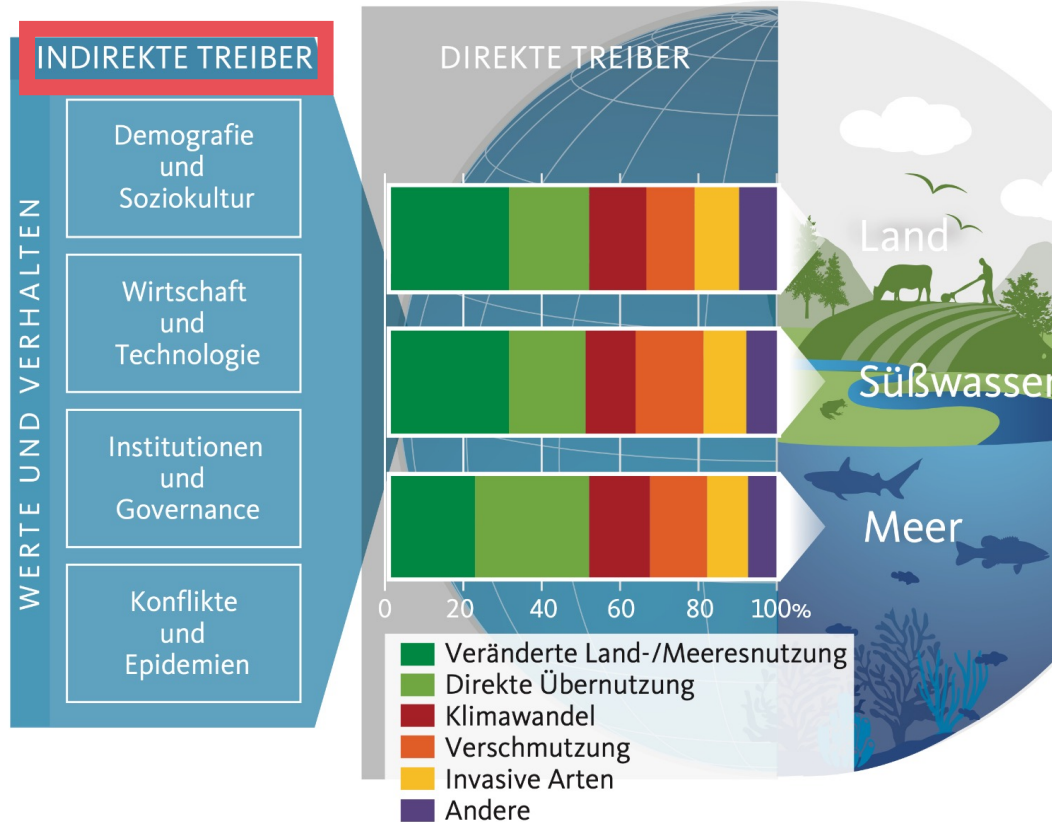 INDIREKTE TREIBER
WERTE UND VERHALTEN
Demografie
und
Soziokultur
Wirtschaft
und
Technologie
Institutionen
und
Governance
Konflikte
und
Epidemien
DIREKTE TREIBER
Land
Süßwasser
Meer
0 20 40 60 80 100%
Veränderte Land-/Meeresnutzung
Direkte Übernutzung
Klimawandel
Verschmutzung
Invasive Arten
Andere